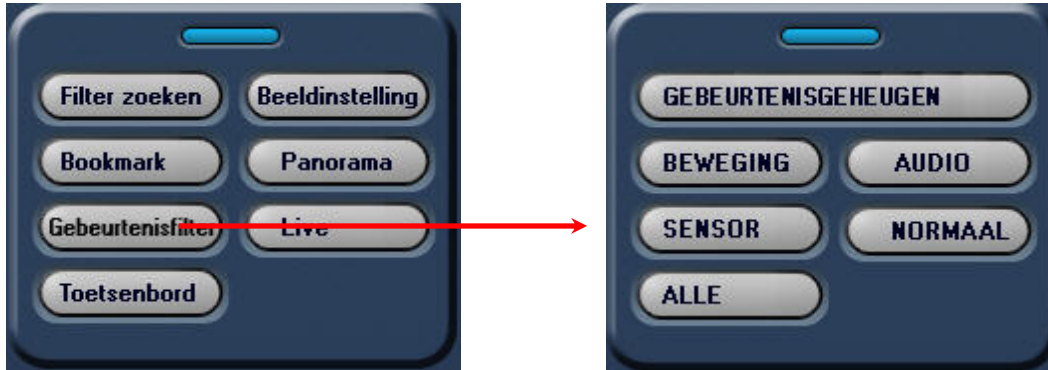 Filter zoeken
Beeldinstelling
Bookmark
Panorama
Gebeurtenisfilter
Live
Toetsenbord
GEBEURTENISGEHEUGEN
BEWEGING
AUDIO
SENSOR
NORMAAL
ALLE